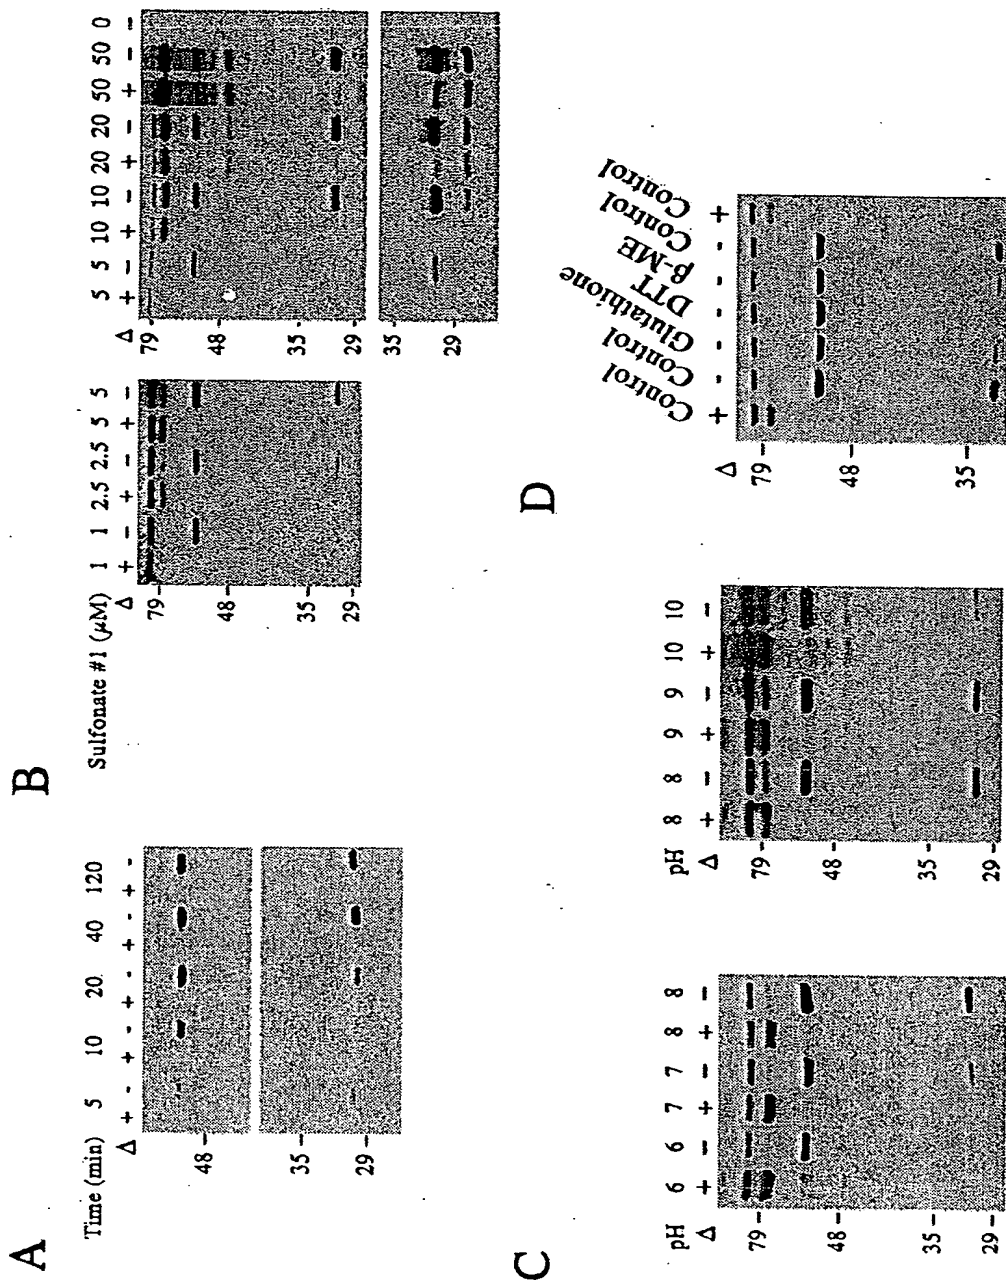 A
Time (min) 5 10 20 40 120
Δ + - + - + - + - + -
48
35
29
B
Sulfonate #1 (μM) 1 1 2.5 2.5 5 5
Δ + − + − + − 
79
48
35
29
5 5 10 10 20 20 50 50 0
Δ + − + − + − + − −
79
48
35
29
35
29
C
pH 6 6 7 7 8 8
Δ + − + − + −
79
48
35
29
pH 8 8 9 9 10 10
Δ + − + − + −
79
48
35
29
D
Control
Control
Glutathione
DTT
β-ME
Control
Control
Δ + - - - - - +
79
48
35